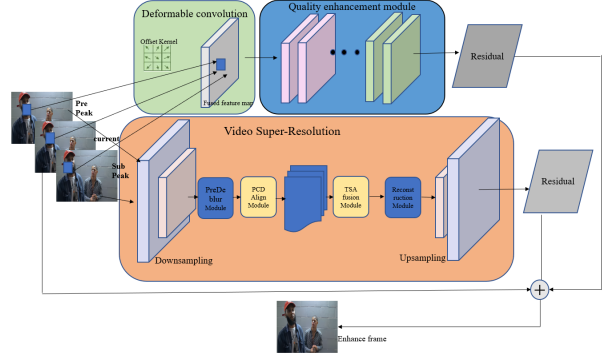 Deformable convolution
Quality enhancement module
Offset Kernel
Residual
Fused feature map
Pre
Peak
current
Sub
Peak
Video Super-Resolution
PreDe
blur
Module
PCD
Align
Module
TSA
fusion
Module
Reconst
ruction
Module
Residual
Downsampling
Upsampling
+
Enhance frame